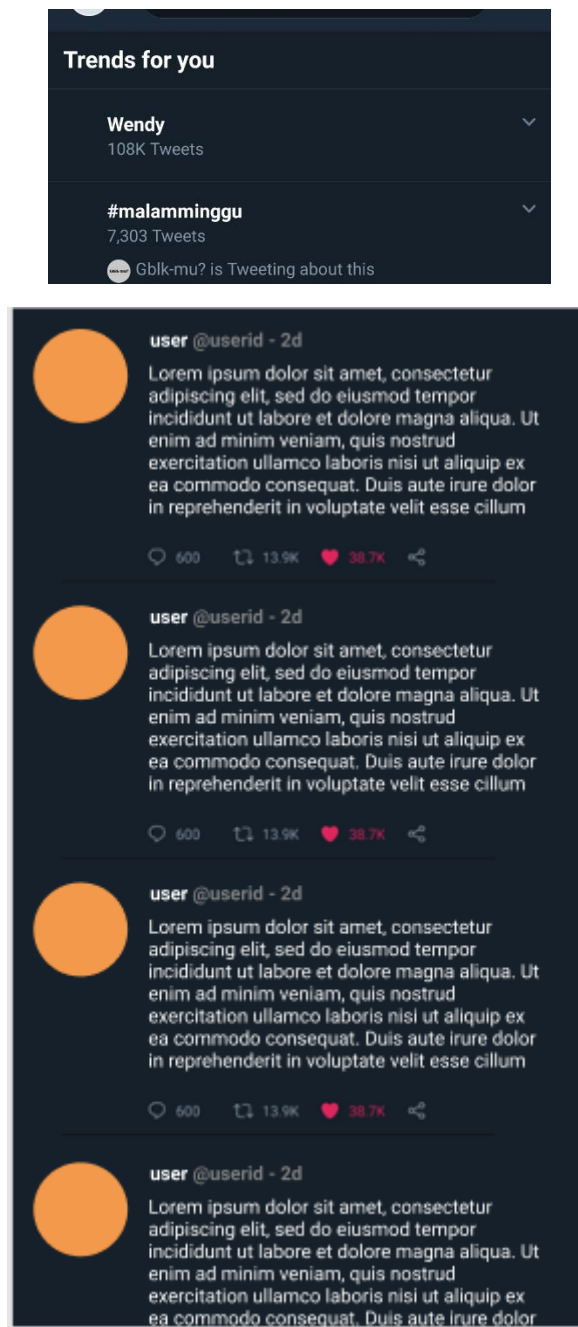 Trends for you
Wendy
108K Tweets
#malamminggu
7,303 Tweets
Gblk-mu? is Tweeting about this
user @userid - 2d
Lorem ipsum dolor sit amet, consectetur
adipiscing elit, sed do eiusmod tempor
incididunt ut labore et dolore magna aliqua. Ut
enim ad minim veniam, quis nostrud
exercitation ullamco laboris nisi ut aliquip ex
ea commodo consequat. Duis aute irure dolor
in reprehenderit in voluptate velit esse cillum
600 13.9K 38.7K
user @userid - 2d
Lorem ipsum dolor sit amet, consectetur
adipiscing elit, sed do eiusmod tempor
incididunt ut labore et dolore magna aliqua. Ut
enim ad minim veniam, quis nostrud
exercitation ullamco laboris nisi ut aliquip ex
ea commodo consequat. Duis aute irure dolor
in reprehenderit in voluptate velit esse cillum
600 13.9K 38.7K
user @userid - 2d
Lorem ipsum dolor sit amet, consectetur
adipiscing elit, sed do eiusmod tempor
incididunt ut labore et dolore magna aliqua. Ut
enim ad minim veniam, quis nostrud
exercitation ullamco laboris nisi ut aliquip ex
ea commodo consequat. Duis aute irure dolor
in reprehenderit in voluptate velit esse cillum
600 13.9K 38.7K
user @userid - 2d
Lorem ipsum dolor sit amet, consectetur
adipiscing elit, sed do eiusmod tempor
incididunt ut labore et dolore magna aliqua. Ut
enim ad minim veniam, quis nostrud
exercitation ullamco laboris nisi ut aliquip ex
ea commodo consequat. Duis aute irure dolor